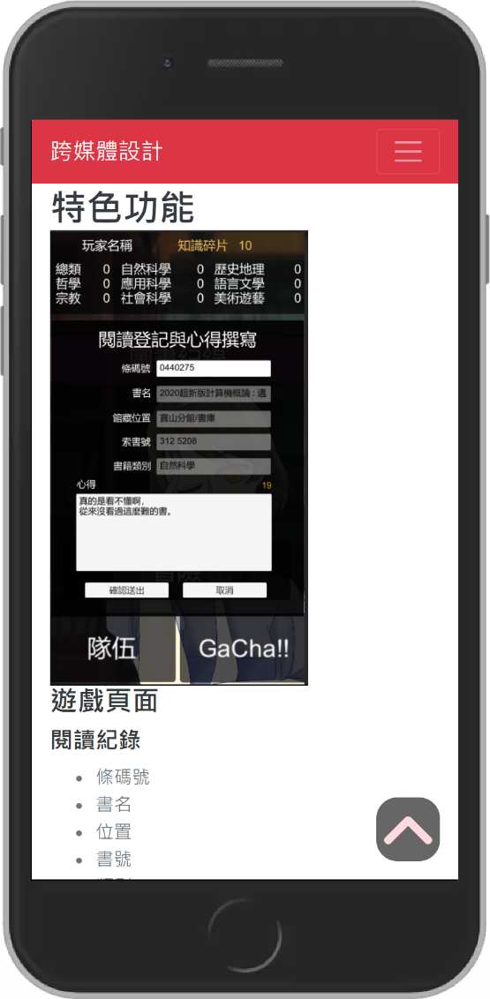 跨媒體設計
特色功能
玩家名稱 知識碎片 10
總類 0 自然科學 0 歷史地理 0
哲學 0 應用科學 0 語言文學 0
宗教 0 社會科學 0 美術遊藝 0
閱讀登記與心得撰寫
條碼號 0440275
書名 2020超新版計算機概論 : 邁
館藏位置 寶山分館/書庫
索書號 312 5208
書籍類別 自然科學
心得 19
真的是看不懂啊,
從來沒看過這麼難的書。
確認送出 取消
隊伍 GaCha!!
遊戲頁面
閱讀紀錄
條碼號
書名
位置
書號